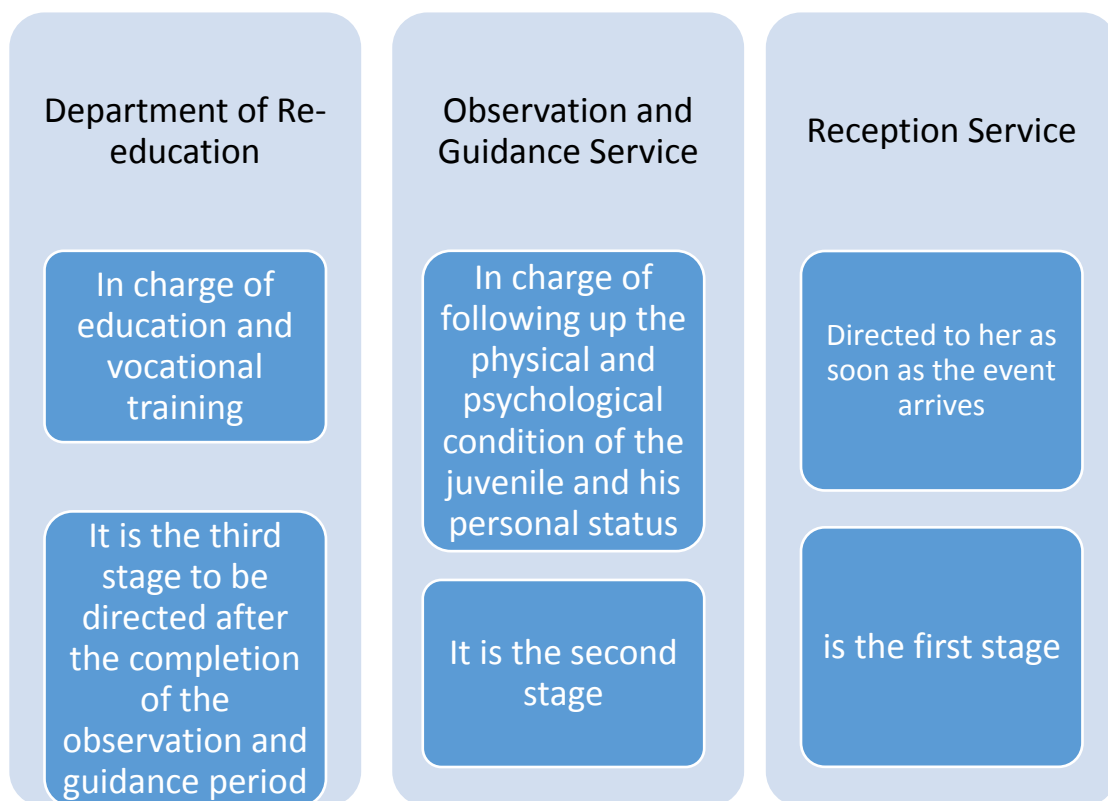 Department of Re-
education
In charge of
education and
vocational
training
It is the third
stage to be
directed after
the completion
of the
observation and
guidance period
Observation and
Guidance Service
In charge of
following up the
physical and
psychological
condition of the
juvenile and his
personal status
It is the second
stage
Reception Service
Directed to her as
soon as the event
arrives
is the first stage